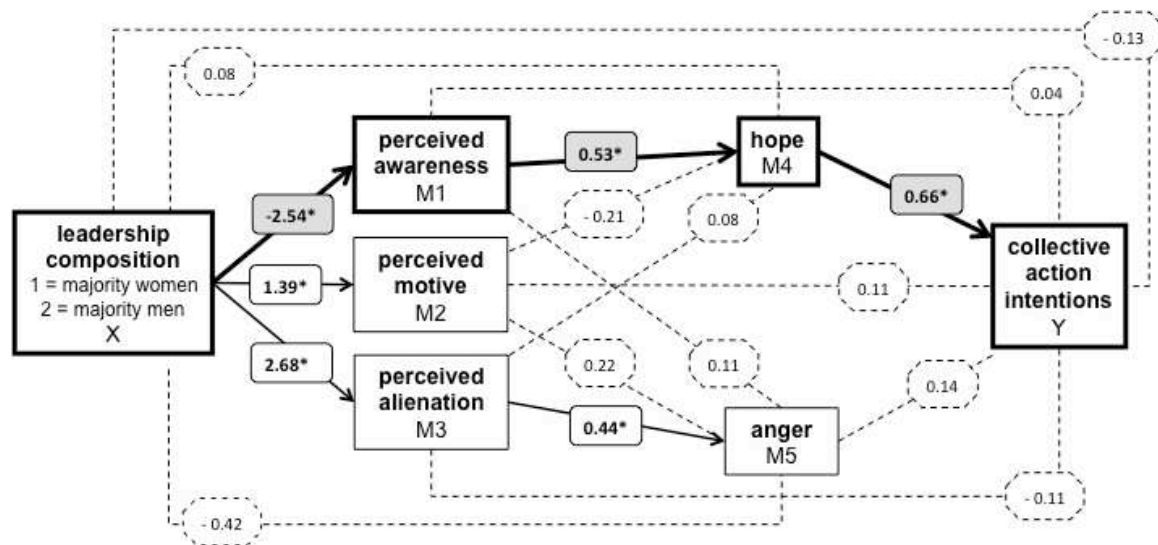 - 0.13
0.08
0.04
perceived
awareness
M1
0.53*
hope
M4
-2.54*
- 0.21
0.08
0.66*
leadership
composition
1 = majority women
2 = majority men
X
1.39*
perceived
motive
M2
0.11
collective
action
intentions
Y
2.68*
perceived
alienation
M3
0.22
0.11
0.14
0.44*
anger
M5
- 0.42
- 0.11